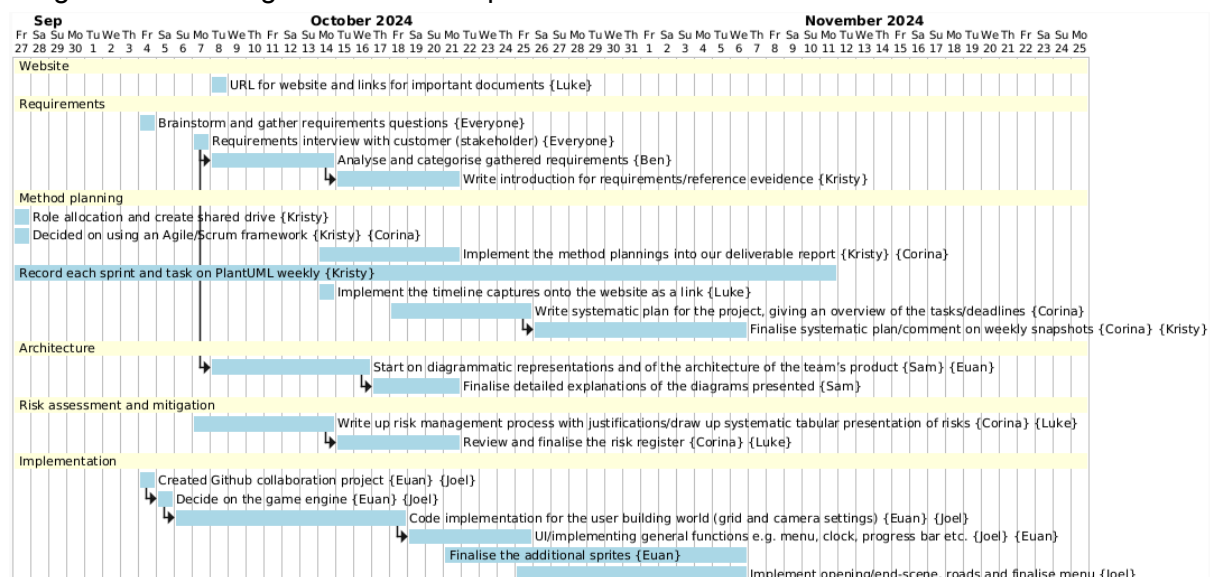 Sep October 2024 November 2024
Fr Sa Su Mo Tu We Th Fr Sa Su Mo Tu We Th Fr Sa Su Mo Tu We Th Fr Sa Su Mo Tu We Th Fr Sa Su Mo Tu We Th Fr Sa Su Mo Tu We Th Fr Sa Su Mo Tu We Th Fr Sa Su Mo Tu We Th Fr Sa Su Mo
27 28 29 30 1 2 3 4 5 6 7 8 9 10 11 12 13 14 15 16 17 18 19 20 21 22 23 24 25 26 27 28 29 30 31 1 2 3 4 5 6 7 8 9 10 11 12 13 14 15 16 17 18 19 20 21 22 23 24 25
Website
URL for website and links for important documents {Luke}
Requirements
Brainstorm and gather requirements questions {Everyone}
Requirements interview with customer (stakeholder) {Everyone}
Analyse and categorise gathered requirements {Ben}
Write introduction for requirements/reference eveidence {Kristy}
Method planning
Role allocation and create shared drive {Kristy}
Decided on using an Agile/Scrum framework {Kristy} {Corina}
Implement the method plannings into our deliverable report {Kristy} {Corina}
Record each sprint and task on PlantUML weekly {Kristy}
Implement the timeline captures onto the website as a link {Luke}
Write systematic plan for the project, giving an overview of the tasks/deadlines {Corina}
Finalise systematic plan/comment on weekly snapshots {Corina} {Kristy}
Architecture
Start on diagrammatic representations and of the architecture of the team's product {Sam} {Euan}
Finalise detailed explanations of the diagrams presented {Sam}
Risk assessment and mitigation
Write up risk management process with justifications/draw up systematic tabular presentation of risks {Corina} {Luke}
Review and finalise the risk register {Corina} {Luke}
Implementation
Created Github collaboration project {Euan} {Joel}
Decide on the game engine {Euan} {Joel}
Code implementation for the user building world (grid and camera settings) {Euan} {Joel}
UI/implementing general functions e.g. menu, clock, progress bar etc. {Joel} {Euan}
Finalise the additional sprites {Euan}
Implement opening/end-scene, roads and finalise menu {Joel}